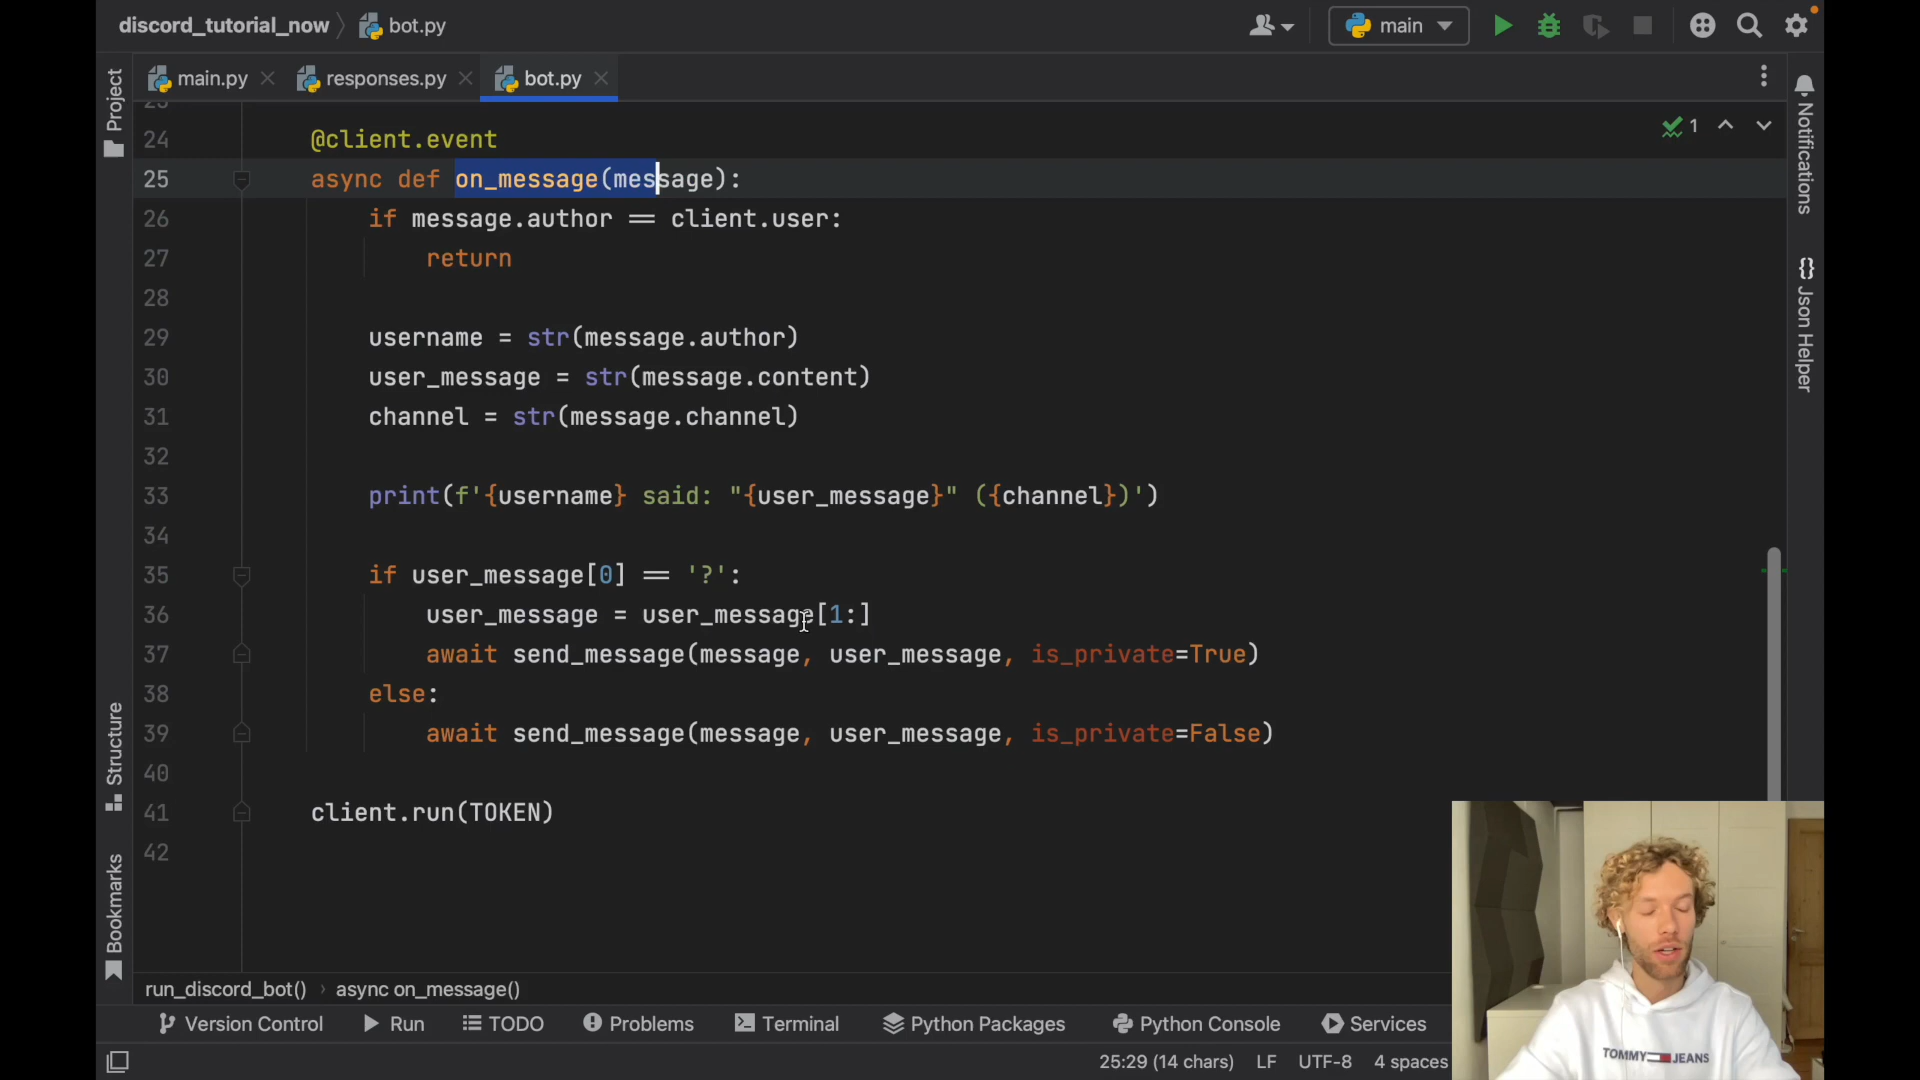 discord_tutorial_now bot.py
main
main.py responses.py bot.py
Project
Notifications
Json Helper
Structure
Bookmarks
1
24 @client.event
25 async def on_message(message):
26 if message.author == client.user:
27 return
28
29 username = str(message.author)
30 user_message = str(message.content)
31 channel = str(message.channel)
32
33 print(f'{username} said: "{user_message}" ({channel})')
34
35 if user_message[0] == '?':
36 user_message = user_message[1:]
37 await send_message(message, user_message, is_private=True)
38 else:
39 await send_message(message, user_message, is_private=False)
40
41 client.run(TOKEN)
42
run_discord_bot() › async on_message()
Version Control Run TODO Problems Terminal Python Packages Python Console Services
25:29 (14 chars) LF UTF-8 4 spaces
TOMMY JEANS